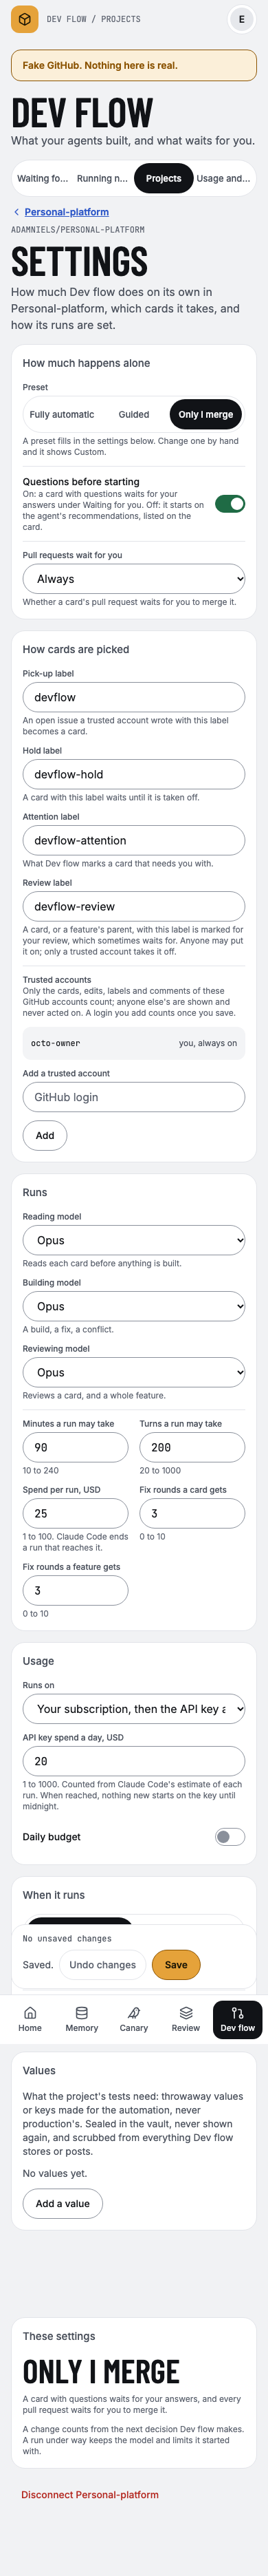 DEV FLOW / PROJECTS
E
Fake GitHub. Nothing here is real.
DEV FLOW
What your agents built, and what waits for you.
Waiting fo... Running n... Projects Usage and...
Personal-platform
ADAMNIELS/PERSONAL-PLATFORM
SETTINGS
How much Dev flow does on its own in
Personal-platform, which cards it takes, and
how its runs are set.
How much happens alone
Preset
Fully automatic Guided Only I merge
A preset fills in the settings below. Change one by hand
and it shows Custom.
Questions before starting
On: a card with questions waits for your
answers under Waiting for you. Off: it starts on
the agent's recommendations, listed on the
card.
Pull requests wait for you
Always
Whether a card's pull request waits for you to merge it.
How cards are picked
Pick-up label
devflow
An open issue a trusted account wrote with this label
becomes a card.
Hold label
devflow-hold
A card with this label waits until it is taken off.
Attention label
devflow-attention
What Dev flow marks a card that needs you with.
Review label
devflow-review
A card, or a feature's parent, with this label is marked for
your review, which sometimes waits for. Anyone may put
it on; only a trusted account takes it off.
Trusted accounts
Only the cards, edits, labels and comments of these
GitHub accounts count; anyone else's are shown and
never acted on. A login you add counts once you save.
octo-owner you, always on
Add a trusted account
GitHub login
Add
Runs
Reading model
Opus
Reads each card before anything is built.
Building model
Opus
A build, a fix, a conflict.
Reviewing model
Opus
Reviews a card, and a whole feature.
Minutes a run may take Turns a run may take
90 200
10 to 240 20 to 1000
Spend per run, USD Fix rounds a card gets
25 3
1 to 100. Claude Code ends 0 to 10
a run that reaches it.
Fix rounds a feature gets
3
0 to 10
Usage
Runs on
Your subscription, then the API key a
API key spend a day, USD
20
1 to 1000. Counted from Claude Code's estimate of each
run. When reached, nothing new starts on the key until
midnight.
Daily budget
When it runs
No unsaved changes
Saved. Undo changes Save
Home Memory Canary Review Dev flow
Values
What the project's tests need: throwaway values
or keys made for the automation, never
production's. Sealed in the vault, never shown
again, and scrubbed from everything Dev flow
stores or posts.
No values yet.
Add a value
These settings
ONLY I MERGE
A card with questions waits for your answers, and every
pull request waits for you to merge it.
A change counts from the next decision Dev flow makes.
A run under way keeps the model and limits it started
with.
Disconnect Personal-platform